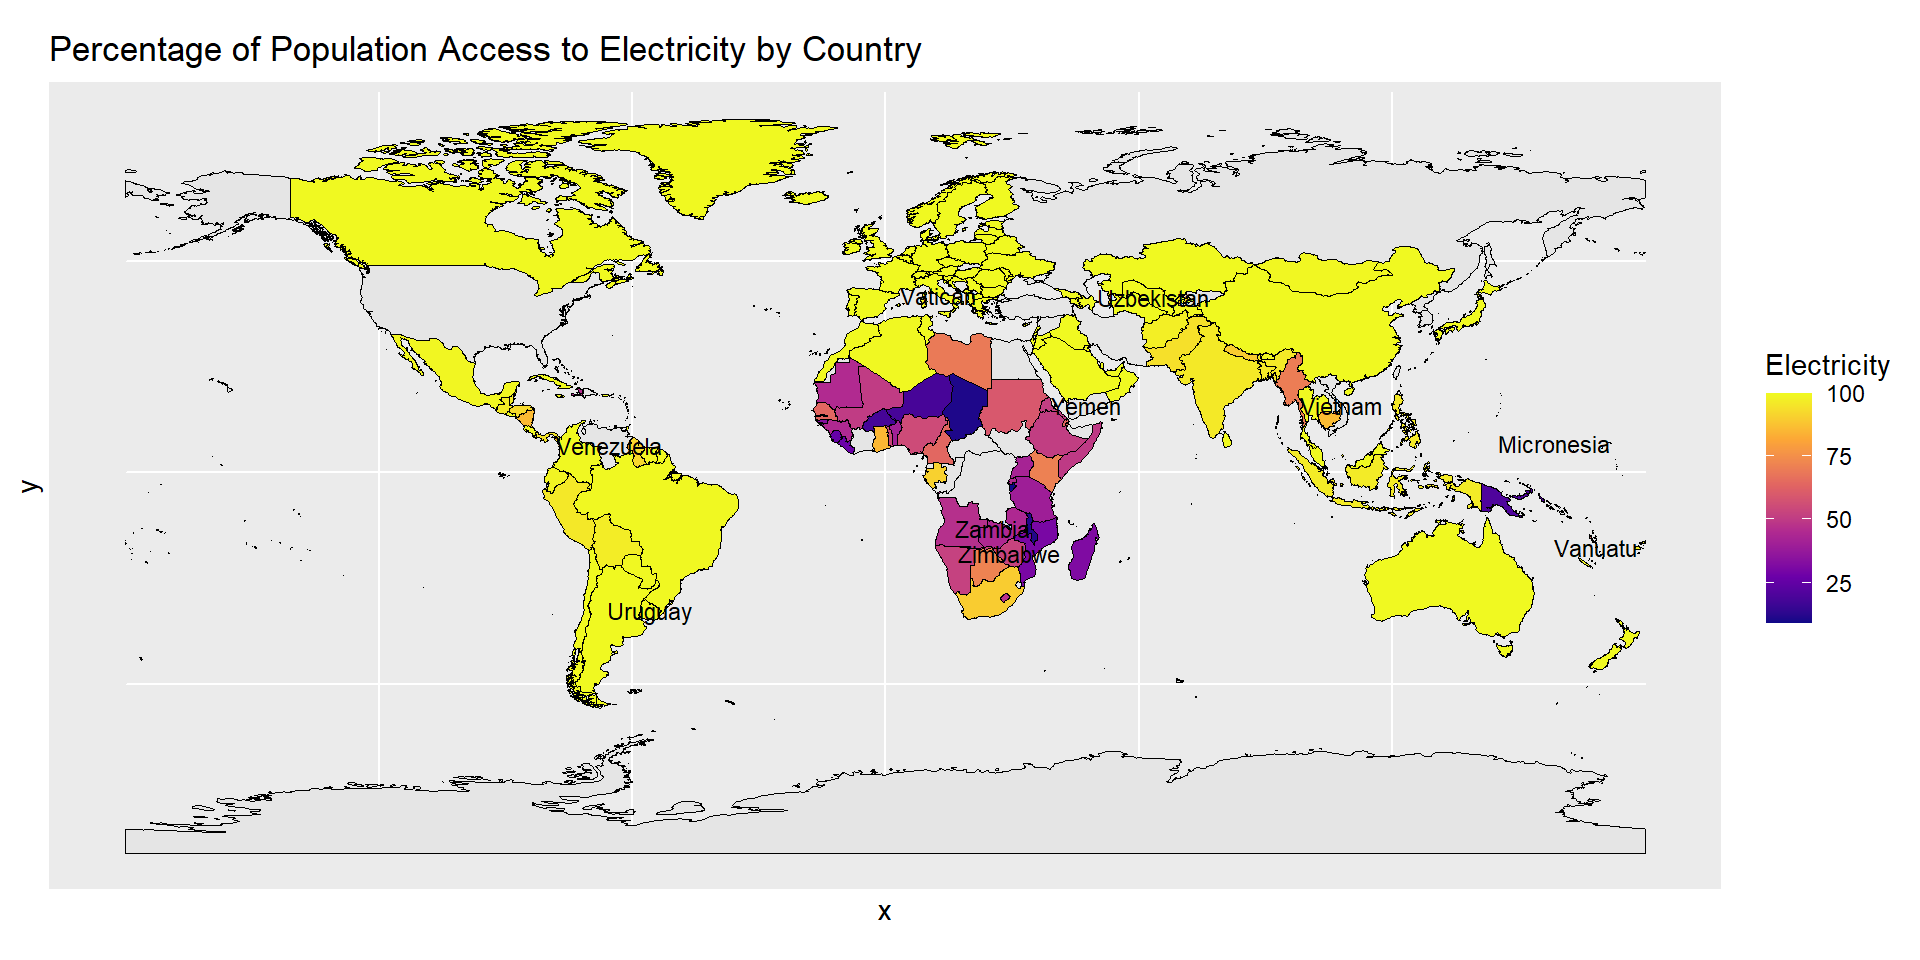 Percentage of Population Access to Electricity by Country
Vatican
Uzbekistan
Yemen
Vietnam
Venezuela
Micronesia
Zambia
Vanuatu
Zimbabwe
Uruguay
y
x
Electricity
100
75
50
25